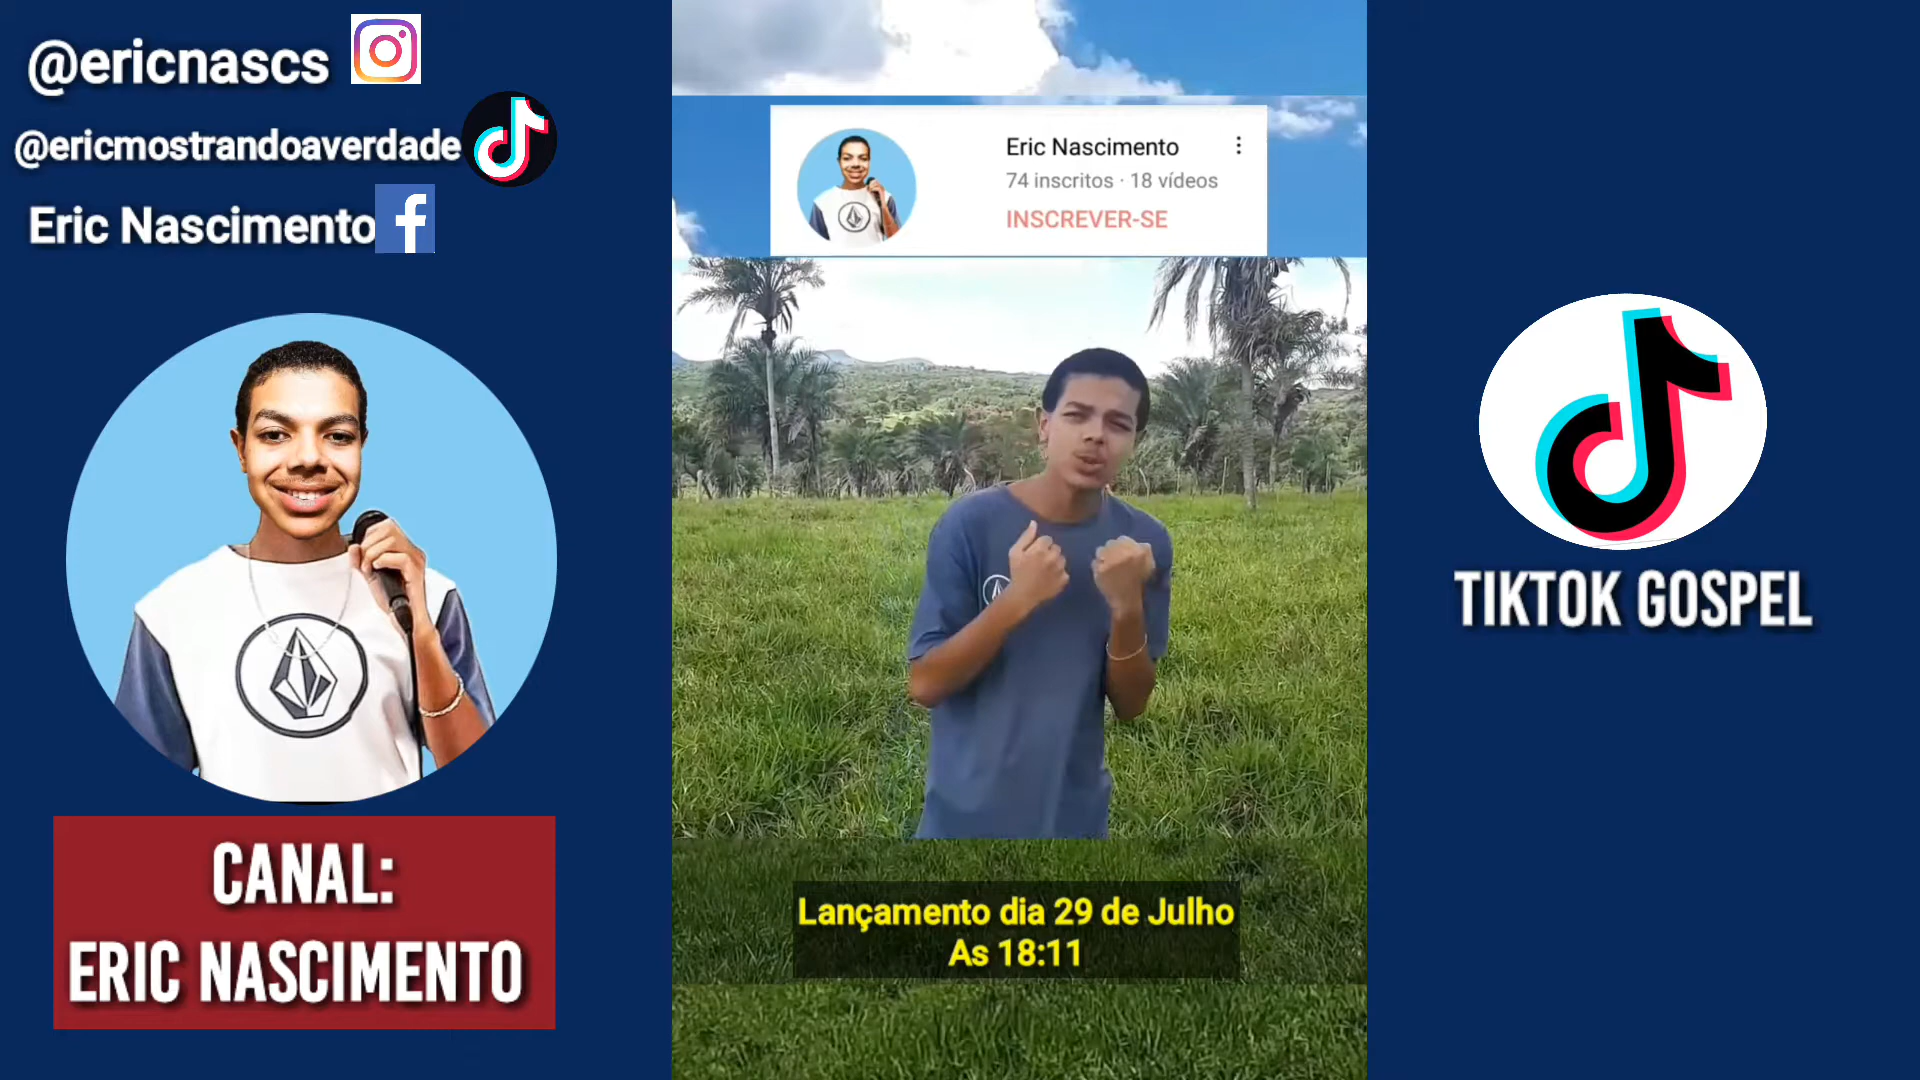 @ericnascs
@ericmostrandoaverdade
Eric Nascimento
CANAL:
ERIC NASCIMENTO
Eric Nascimento
74 inscritos · 18 vídeos
INSCREVER-SE
Lançamento dia 29 de Julho
As 18:11
TIKTOK GOSPEL